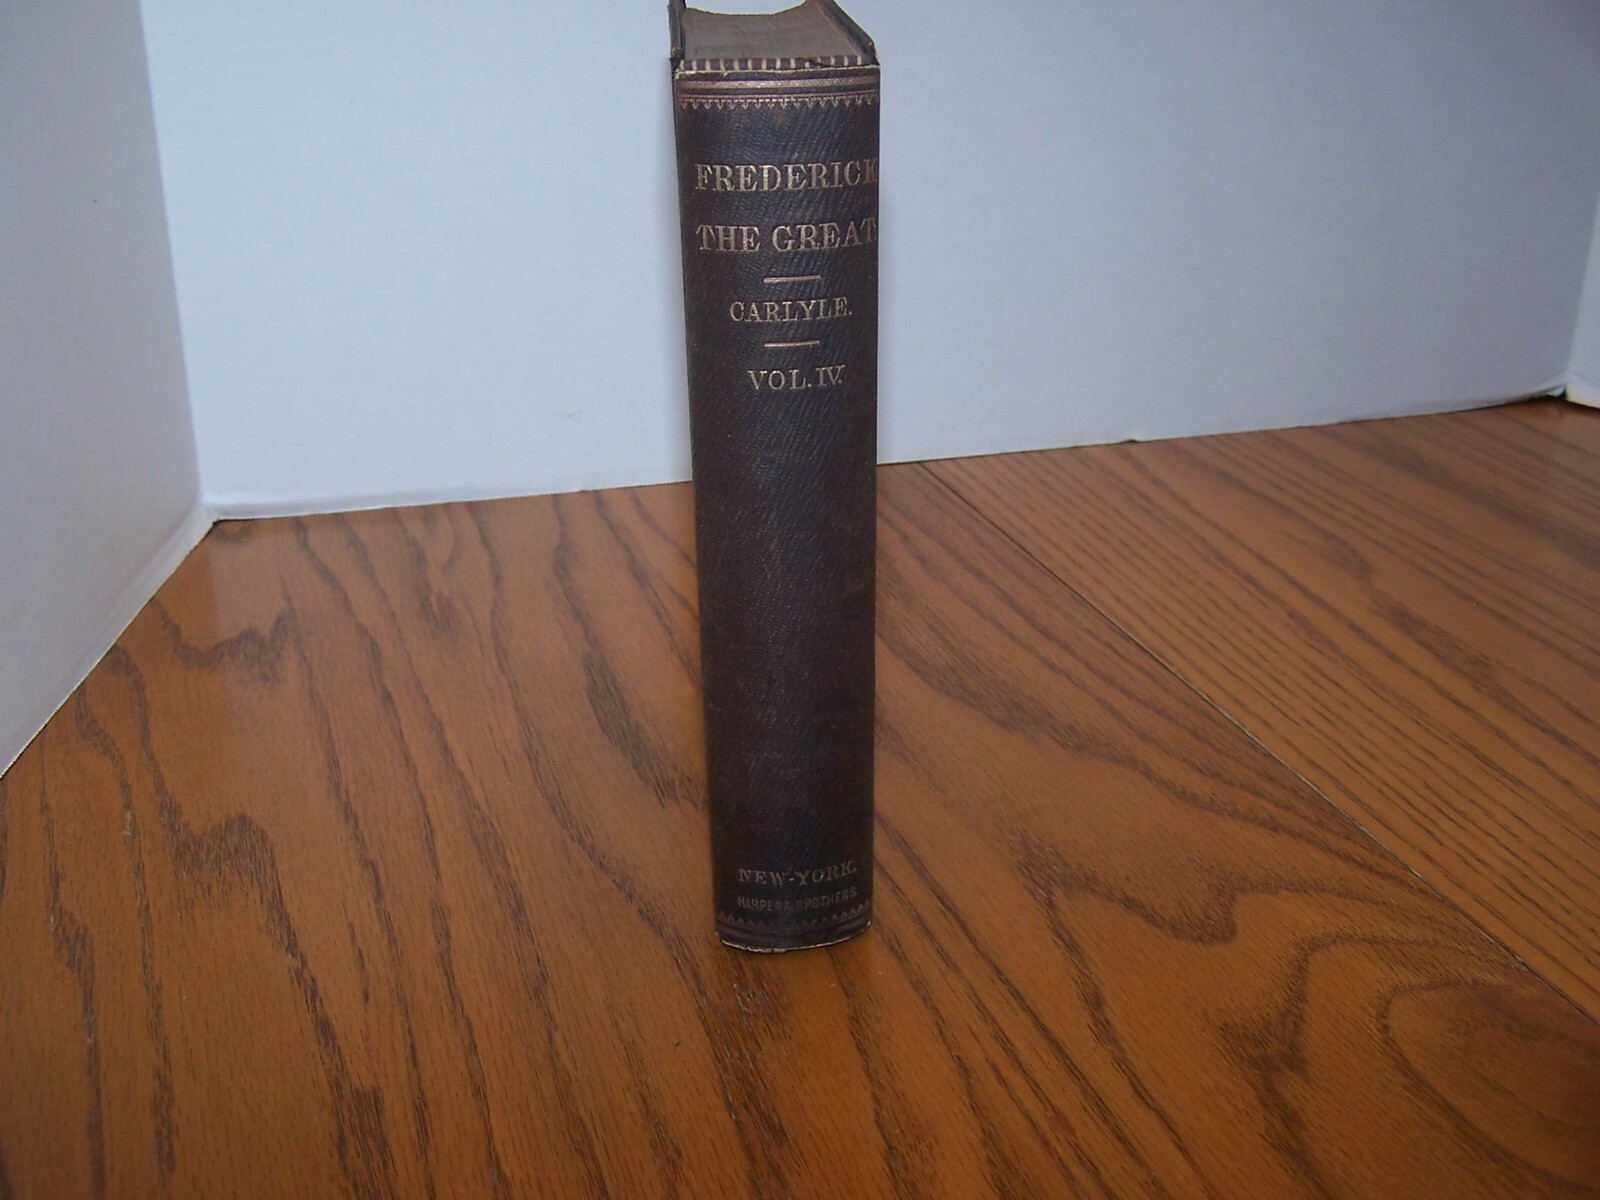 FREDERICK
THE GREAT
CARLYLE.
VOL. IV.
NEW-YORK.
HARPER & BROTHERS.